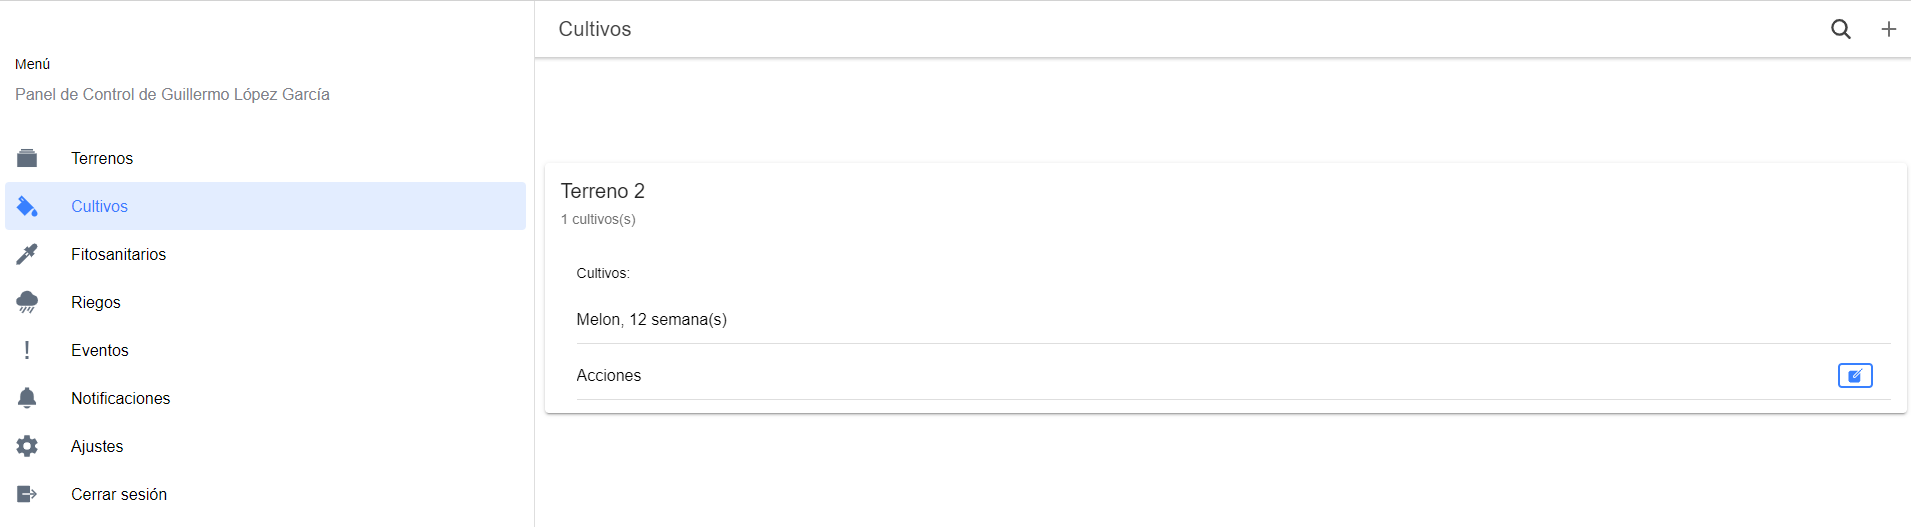 Menú
Panel de Control de Guillermo López García
Terrenos
Cultivos
Fitosanitarios
Riegos
Eventos
Notificaciones
Ajustes
Cerrar sesión
Cultivos
Terreno 2
1 cultivos(s)
Cultivos:
Melon, 12 semana(s)
Acciones